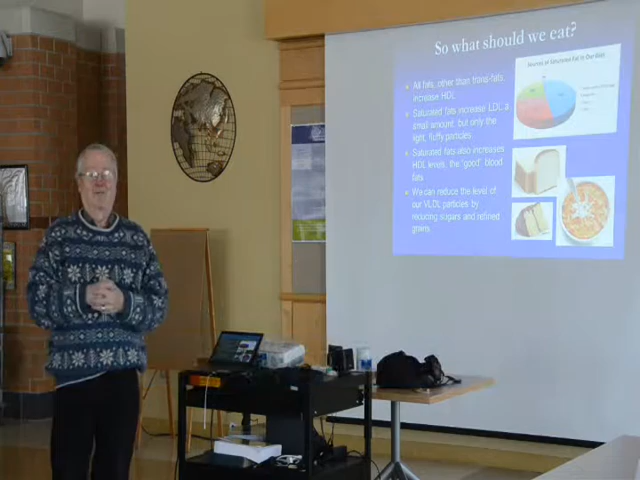 So what should we eat?
All fats, other than trans-fats,
increase HDL.
Saturated fats increase LDL a
small amount, but only the
light, fluffy particles.
Saturated fats also increases
HDL levels, the "good" blood
fats.
We can reduce the level of
our VLDL particles by
reducing sugars and refined
grains.
Sources of Saturated Fat in Our Diets